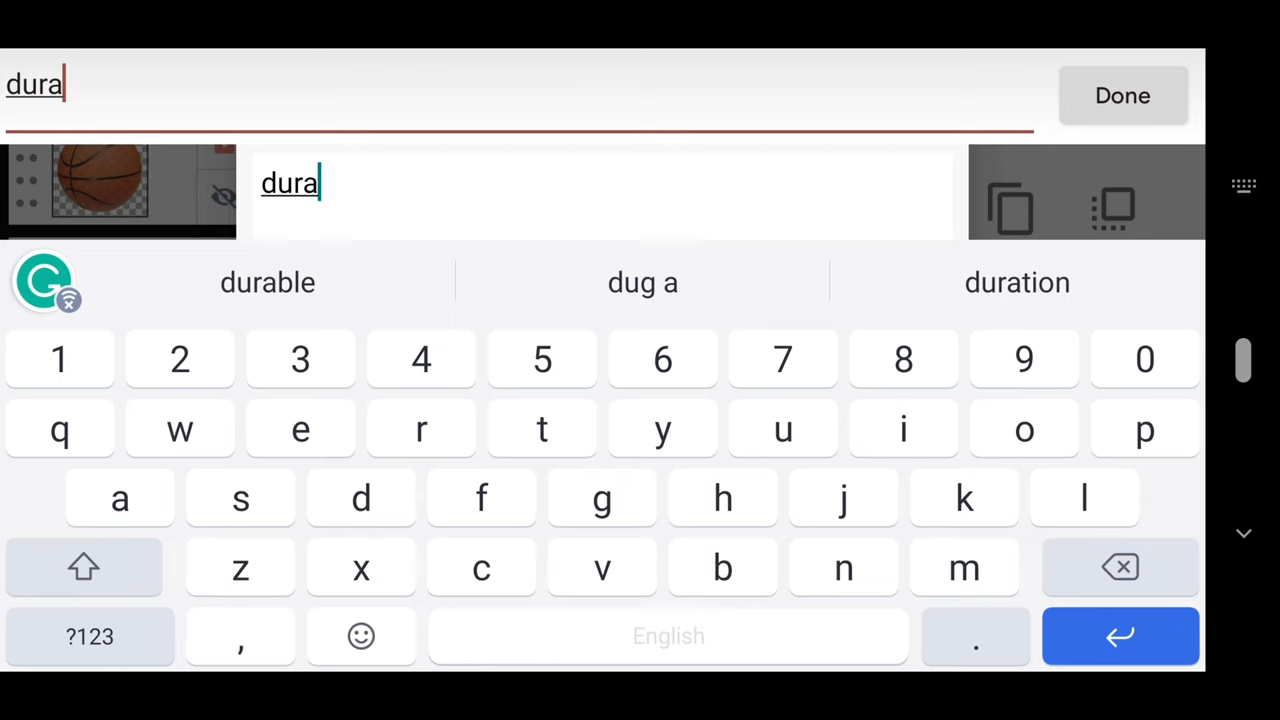 dura
Done
dura
durable dug a duration
1 2 3 4 5 6 7 8 9 0
q w e r t y u i o p
a s d f g h j k l
z x c v b n m
?123 , English .